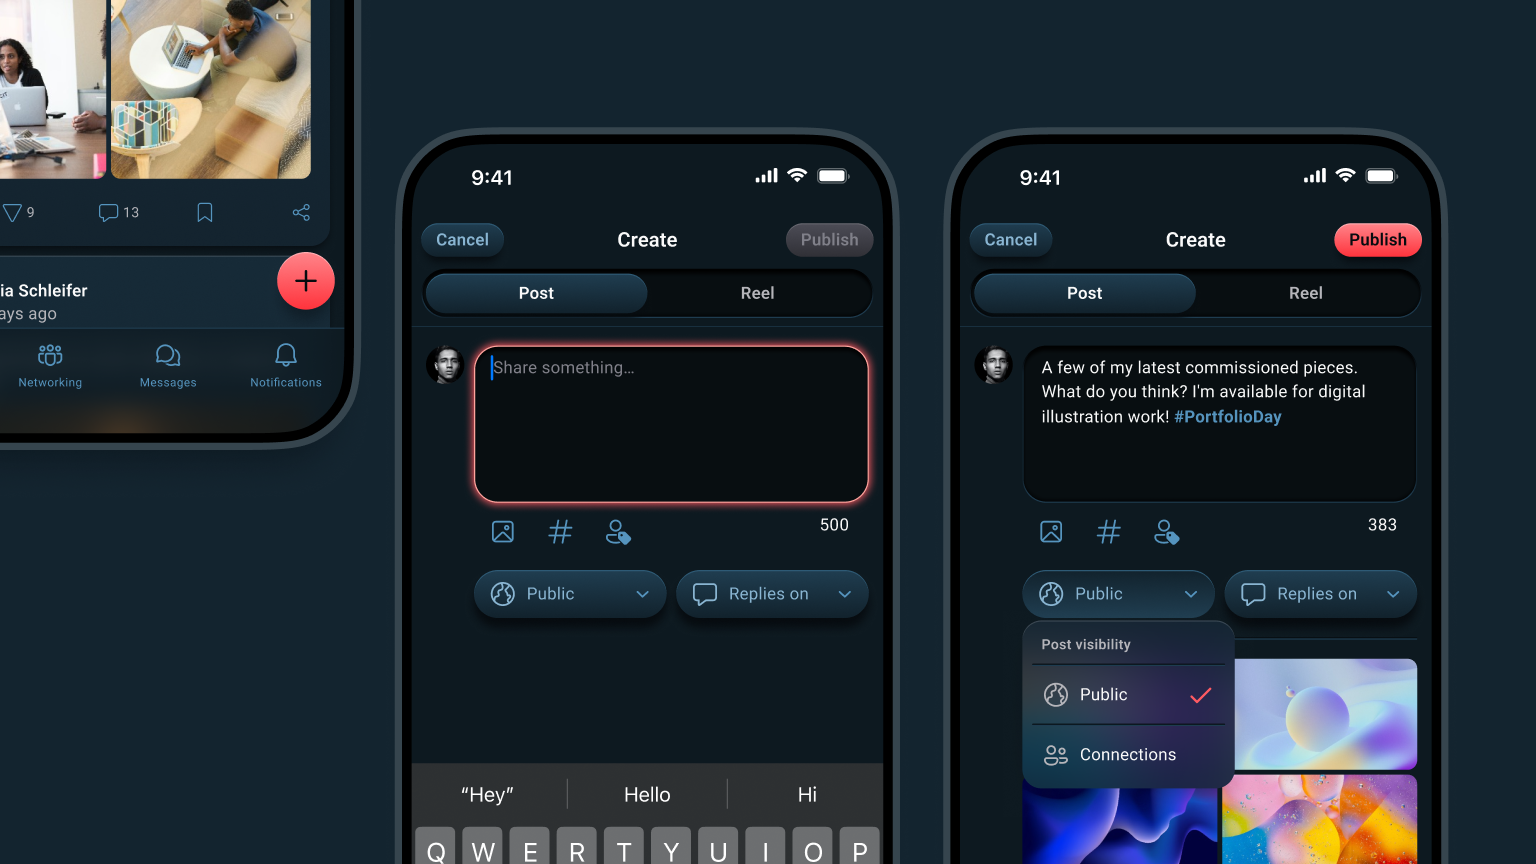 9
13
ia Schleifer
ays ago
Networking
Messages
Notifications
9:41
Cancel
Create
Publish
Post
Reel
Share something...
500
Public
Replies on
“Hey”
Hello
Hi
Q W E R T Y U I O P
9:41
Cancel
Create
Publish
Post
Reel
A few of my latest commissioned pieces.
What do you think? I'm available for digital
illustration work! #PortfolioDay
383
Public
Replies on
Post visibility
Public
Connections